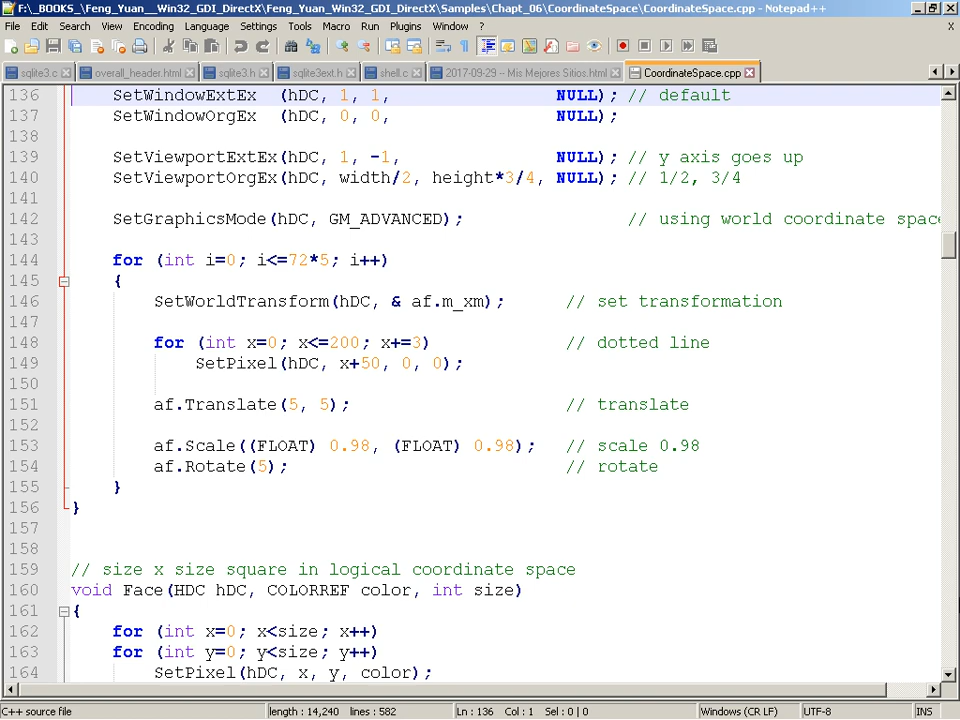 F:\_BOOKS_\Feng_Yuan__Win32_GDI_DirectX\Feng_Yuan_Win32_GDI_DirectX\Samples\Chapt_06\CoordinateSpace\CoordinateSpace.cpp - Notepad++
File Edit Search View Encoding Language Settings Tools Macro Run Plugins Window ? X
sqlite3.c overall_header.html sqlite3.h sqlite3ext.h shell.c 2017-09-29 -- Mis Mejores Sitios.html CoordinateSpace.cpp
136 SetWindowExtEx (hDC, 1, 1, NULL); // default
137 SetWindowOrgEx (hDC, 0, 0, NULL);
138
139 SetViewportExtEx(hDC, 1, -1, NULL); // y axis goes up
140 SetViewportOrgEx(hDC, width/2, height*3/4, NULL); // 1/2, 3/4
141
142 SetGraphicsMode(hDC, GM_ADVANCED); // using world coordinate space
143
144 for (int i=0; i<=72*5; i++)
145 {
146 SetWorldTransform(hDC, & af.m_xm); // set transformation
147
148 for (int x=0; x<=200; x+=3) // dotted line
149 SetPixel(hDC, x+50, 0, 0);
150
151 af.Translate(5, 5); // translate
152
153 af.Scale((FLOAT) 0.98, (FLOAT) 0.98); // scale 0.98
154 af.Rotate(5); // rotate
155 }
156 }
157
158
159 // size x size square in logical coordinate space
160 void Face(HDC hDC, COLORREF color, int size)
161 {
162 for (int x=0; x<size; x++)
163 for (int y=0; y<size; y++)
164 SetPixel(hDC, x, y, color);
C++ source file length : 14,240 lines : 582 Ln : 136 Col : 1 Sel : 0 | 0 Windows (CR LF) UTF-8 INS